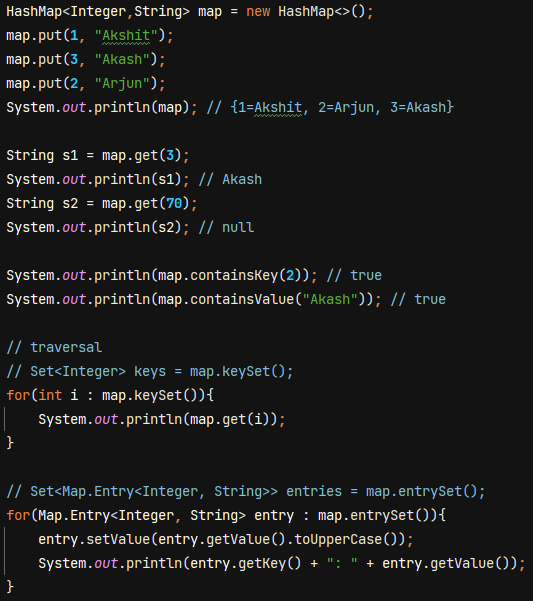 HashMap<Integer,String> map = new HashMap<>();
map.put(1, "Akshit");
map.put(3, "Akash");
map.put(2, "Arjun");
System.out.println(map); // {1=Akshit, 2=Arjun, 3=Akash}
String s1 = map.get(3);
System.out.println(s1); // Akash
String s2 = map.get(70);
System.out.println(s2); // null
System.out.println(map.containsKey(2)); // true
System.out.println(map.containsValue("Akash")); // true
// traversal
// Set<Integer> keys = map.keySet();
for(int i : map.keySet()){
    System.out.println(map.get(i));
}
// Set<Map.Entry<Integer, String>> entries = map.entrySet();
for(Map.Entry<Integer, String> entry : map.entrySet()){
    entry.setValue(entry.getValue().toUpperCase());
    System.out.println(entry.getKey() + ": " + entry.getValue());
}